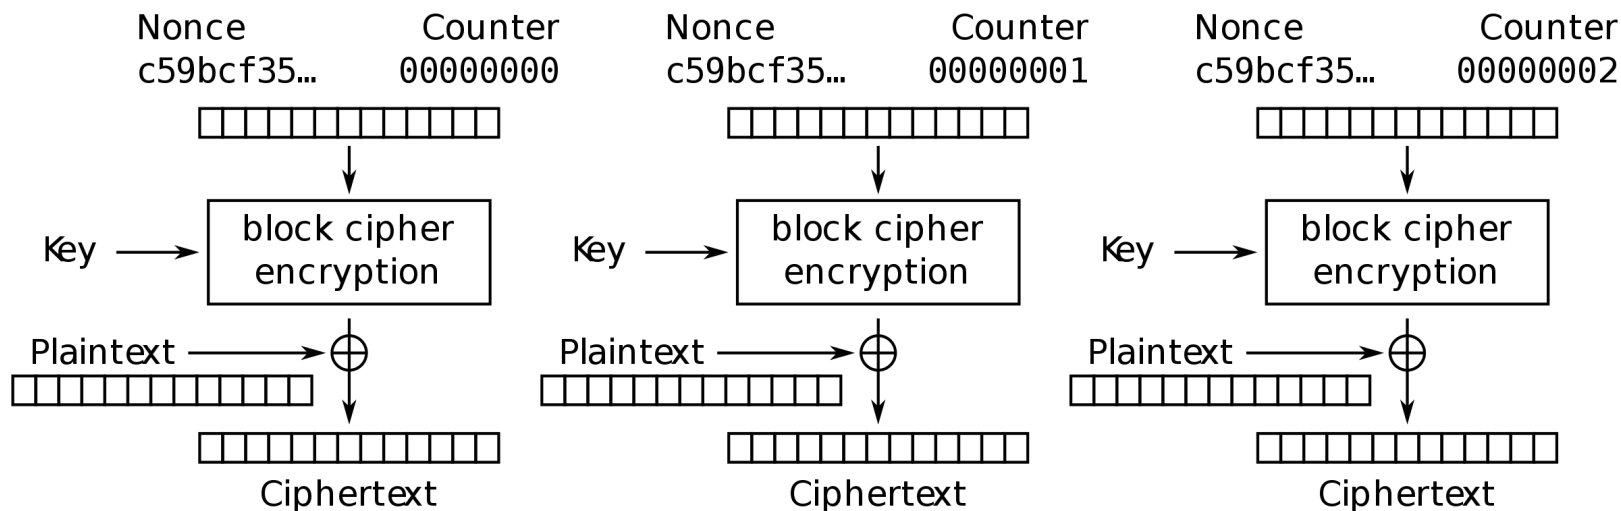 Nonce Counter Nonce Counter Nonce Counter
c59bcf35… 00000000 c59bcf35… 00000001 c59bcf35… 00000002
block cipher block cipher block cipher
Key Key Key
encryption encryption encryption
Plaintext Plaintext Plaintext
Ciphertext Ciphertext Ciphertext